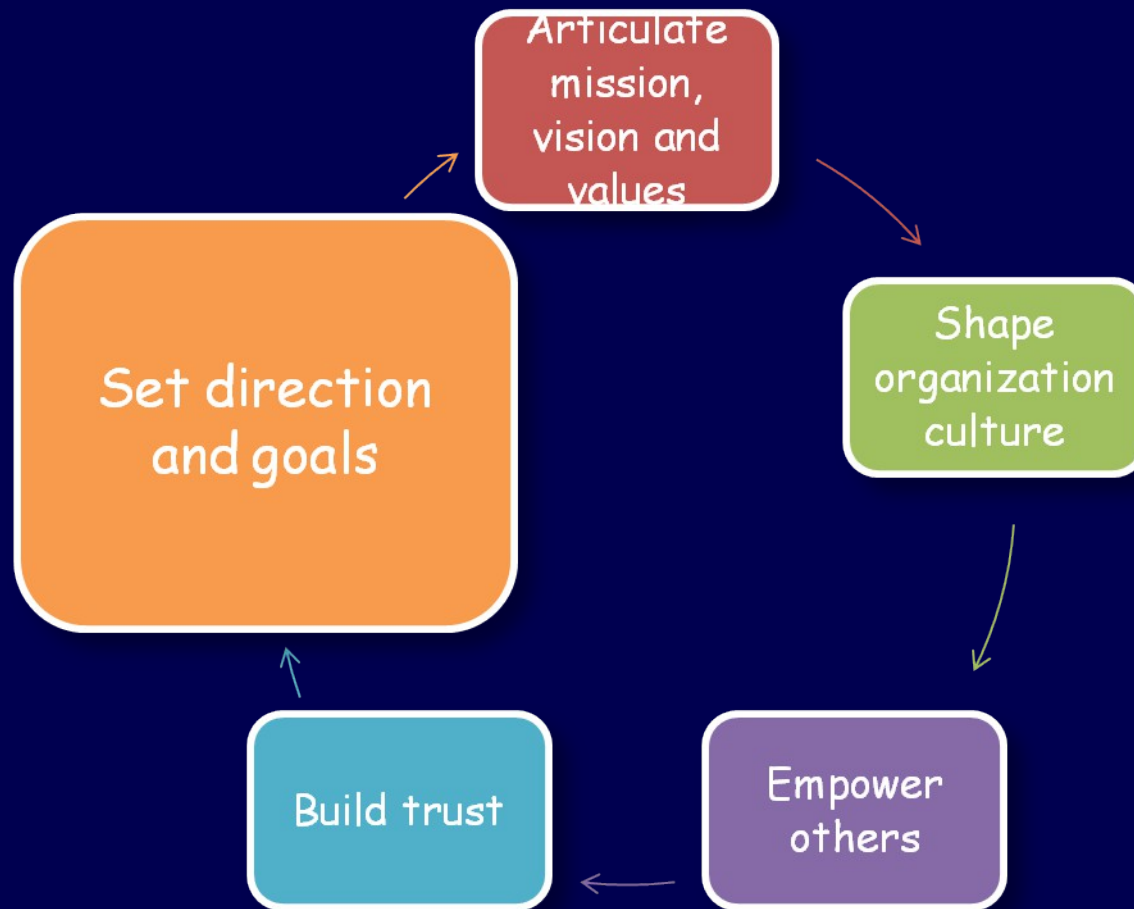 Articulate
mission,
vision and
values
Shape
organization
culture
Set direction
and goals
Build trust
Empower
others